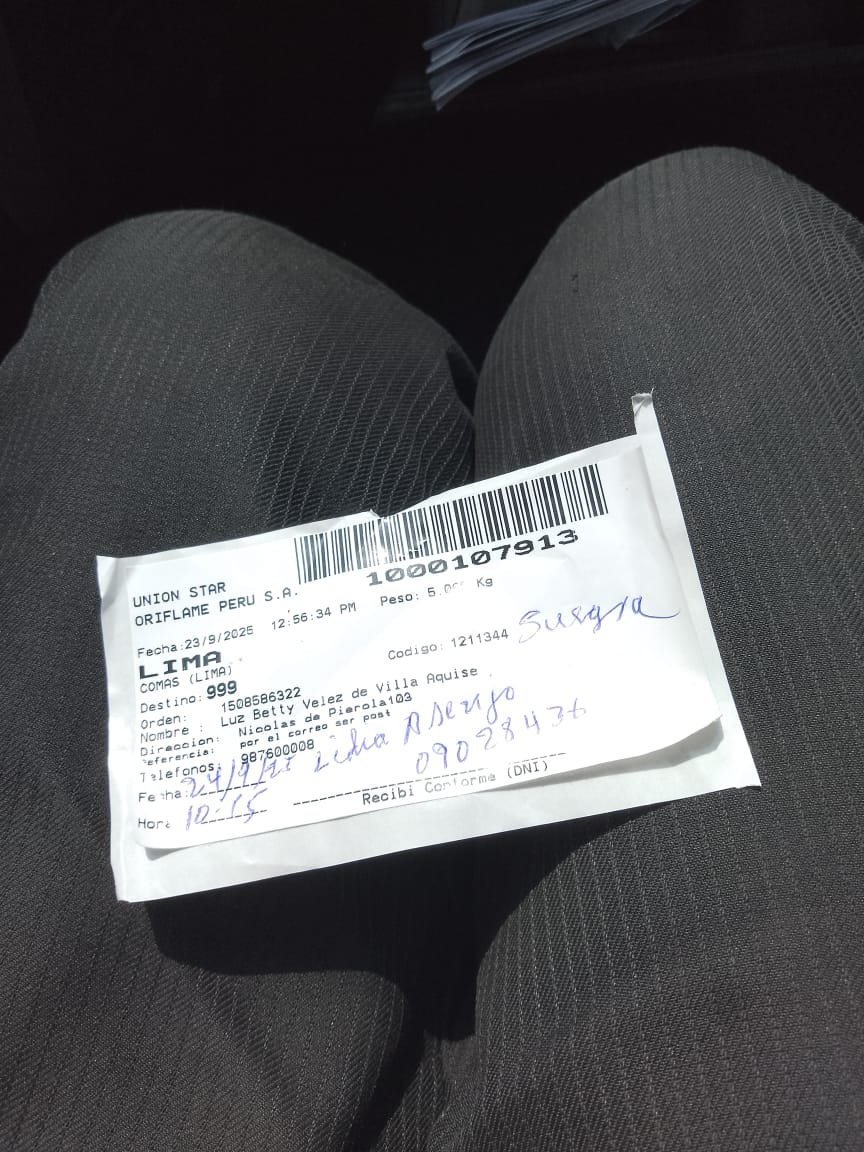 1000107913
UNION STAR
ORIFLAME PERU S.A.
Fecha:23/9/2025 12:56:34 PM Peso: 5.0 Kg
LIMA
COMAS (LIMA) Codigo: 1211344
Destino: 999
Orden: 1508586322
Nombre : Luz Betty Velez de Villa Aquise
Direccion: Nicolas de Pierola103
Referencia: por el correo ser post
Telefonos: 987600008
Fecha: 24/9/25 Lidia Asenjo
09028436
Hora 10:15 Recibi Conforme (DNI)